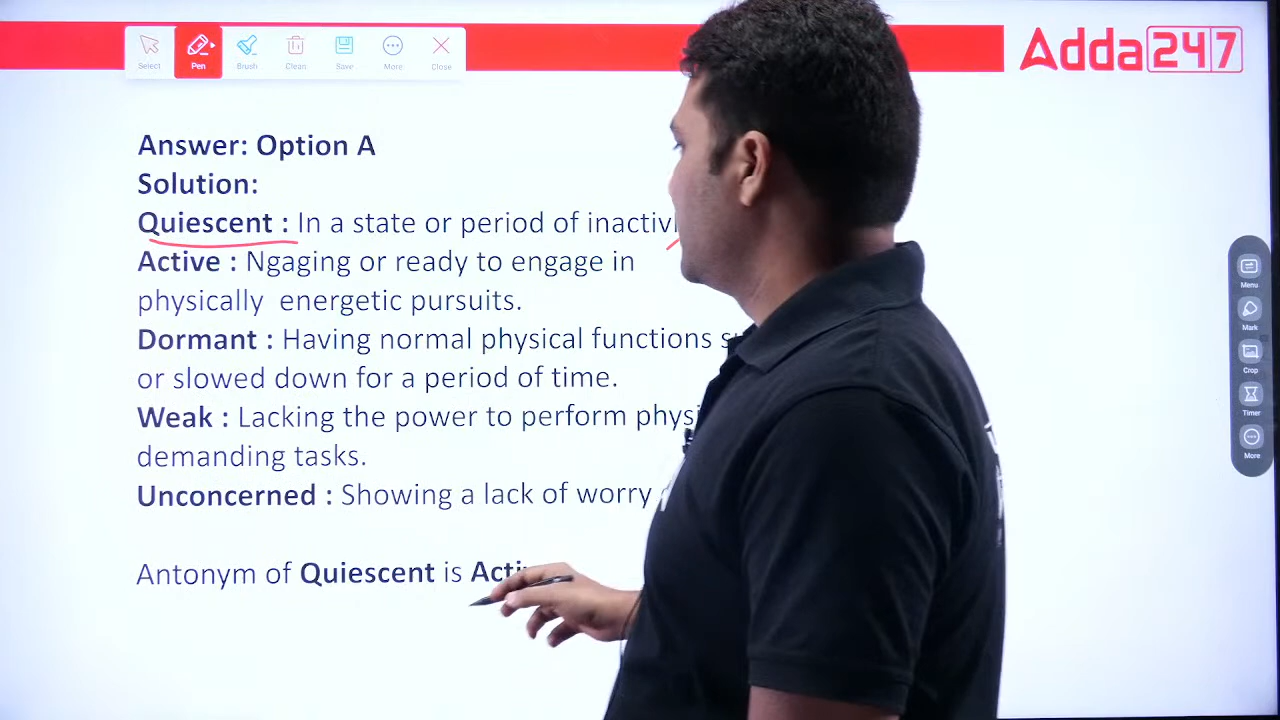 Adda247
Select Pen Brush Clean Save More Close
Answer: Option A
Solution:
Quiescent : In a state or period of
Active : Ngaging or ready to engage in
physically energetic pursuits.
Dormant : Having normal physical functions
or slowed down for a period of time.
Weak : Lacking the power to perform
demanding tasks.
Unconcerned : Showing a lack of worry
Antonym of Quiescent is
Menu
Mark
Crop
Timer
More